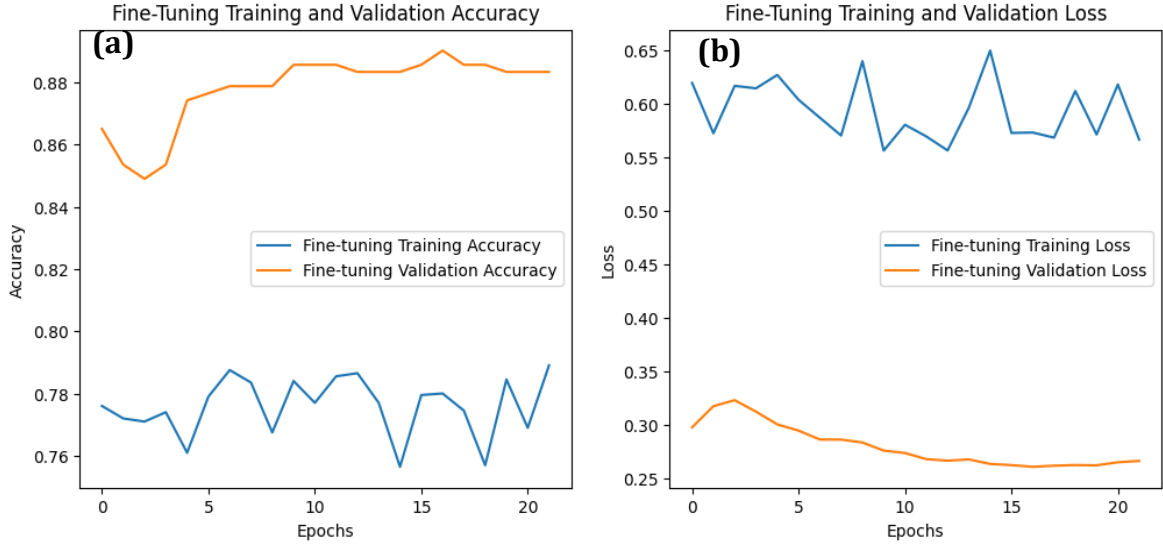 Fine-Tuning Training and Validation Accuracy
(a)
0.88
0.86
0.84
0.82
0.80
0.78
0.76
Accuracy
Fine-tuning Training Accuracy
Fine-tuning Validation Accuracy
0 5 10 15 20
Epochs
Fine-Tuning Training and Validation Loss
(b)
0.65
0.60
0.55
0.50
0.45
0.40
0.35
0.30
0.25
Loss
Fine-tuning Training Loss
Fine-tuning Validation Loss
0 5 10 15 20
Epochs